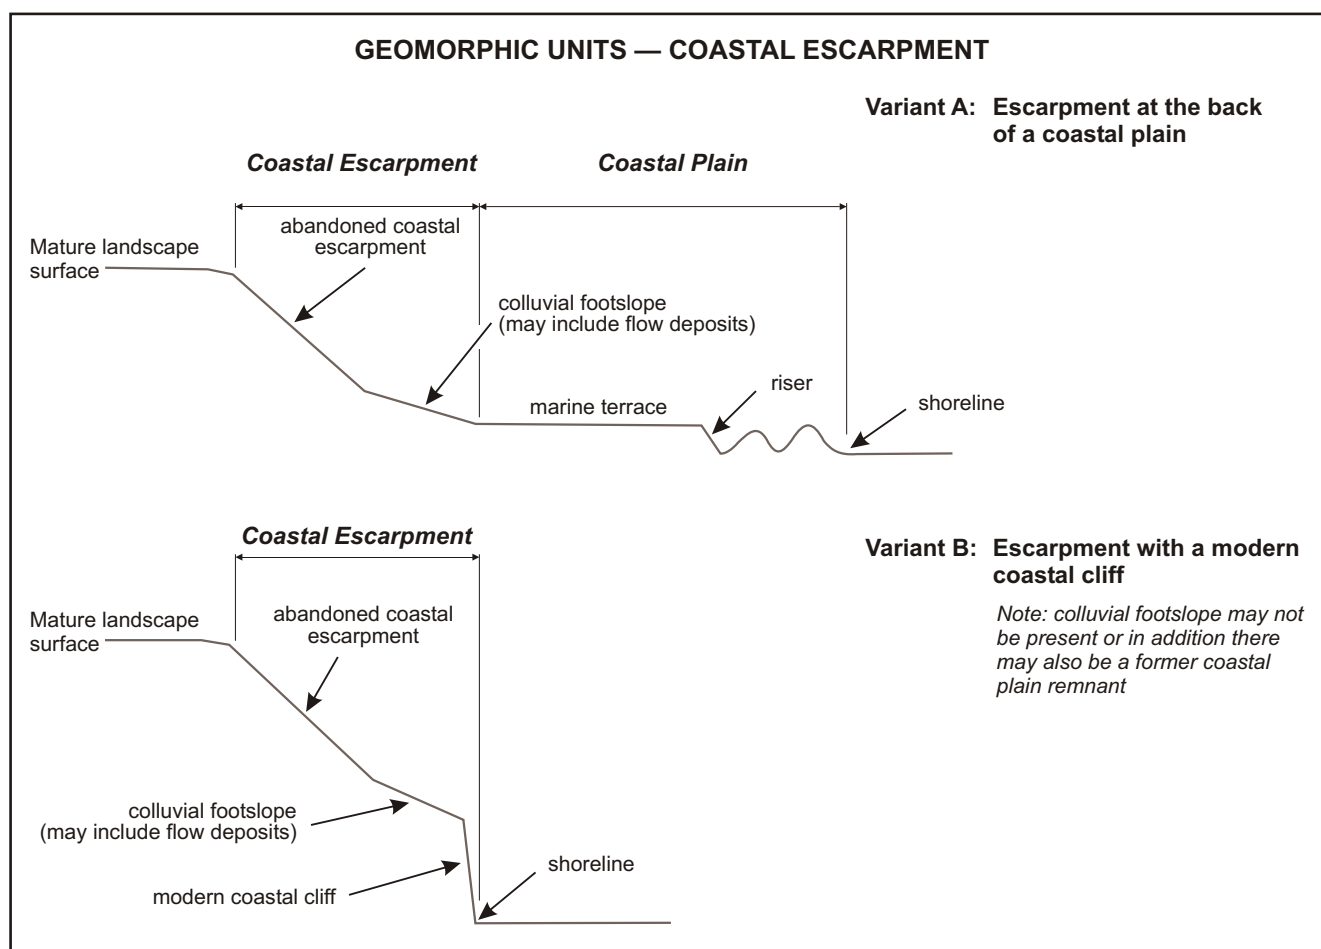 GEOMORPHIC UNITS — COASTAL ESCARPMENT
Variant A: Escarpment at the back
of a coastal plain
Coastal Escarpment
Coastal Plain
abandoned coastal
escarpment
Mature landscape
surface
colluvial footslope
(may include flow deposits)
riser
marine terrace
shoreline
Coastal Escarpment
Variant B: Escarpment with a modern
coastal cliff
Note: colluvial footslope may not
be present or in addition there
may also be a former coastal
plain remnant
abandoned coastal
escarpment
Mature landscape
surface
colluvial footslope
(may include flow deposits)
shoreline
modern coastal cliff